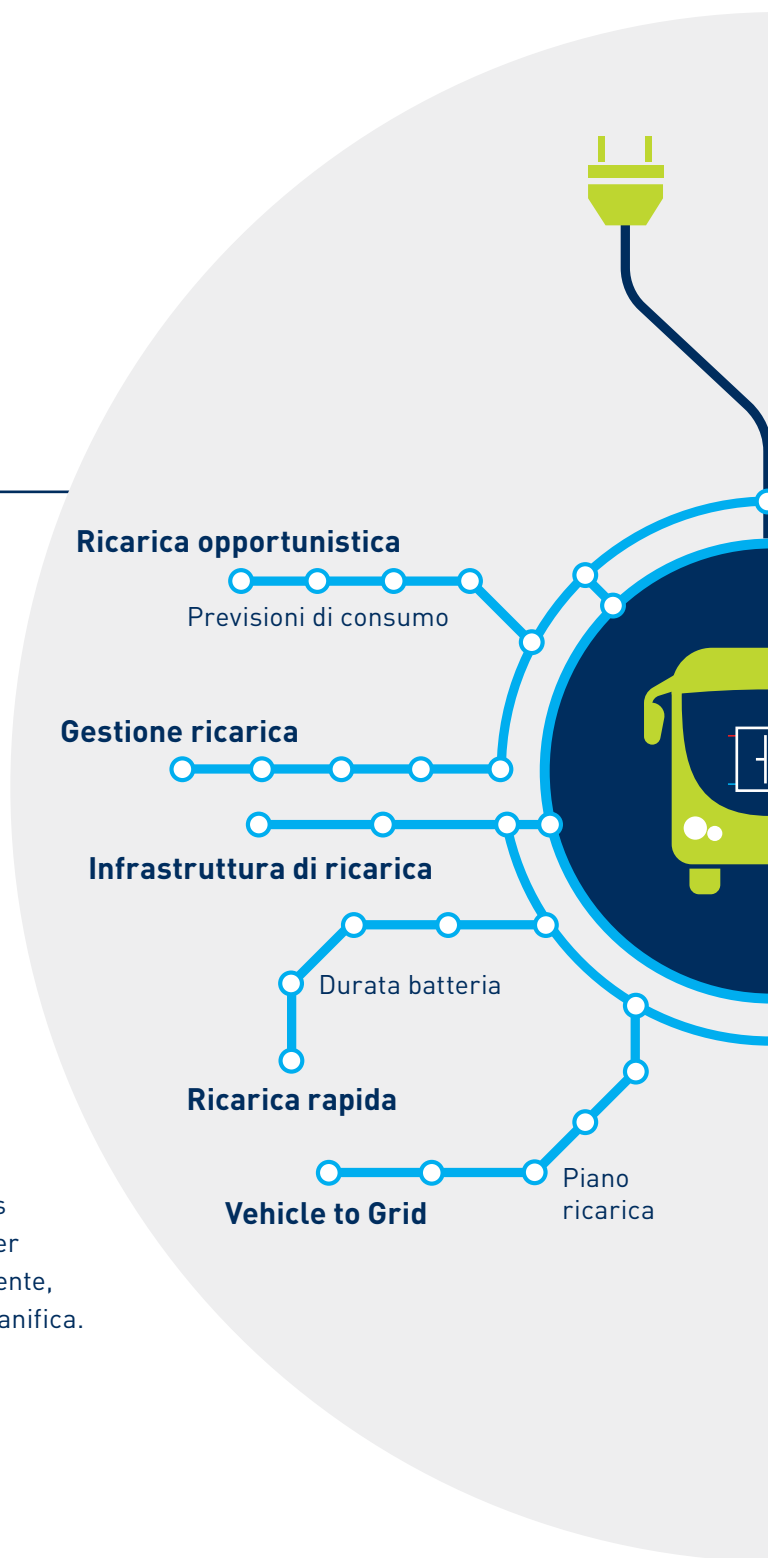 Ricarica opportunistica
Previsioni di consumo
Gestione ricarica
Infrastruttura di ricarica
Durata batteria
Ricarica rapida
Piano
ricarica
Vehicle to Grid
anifica.